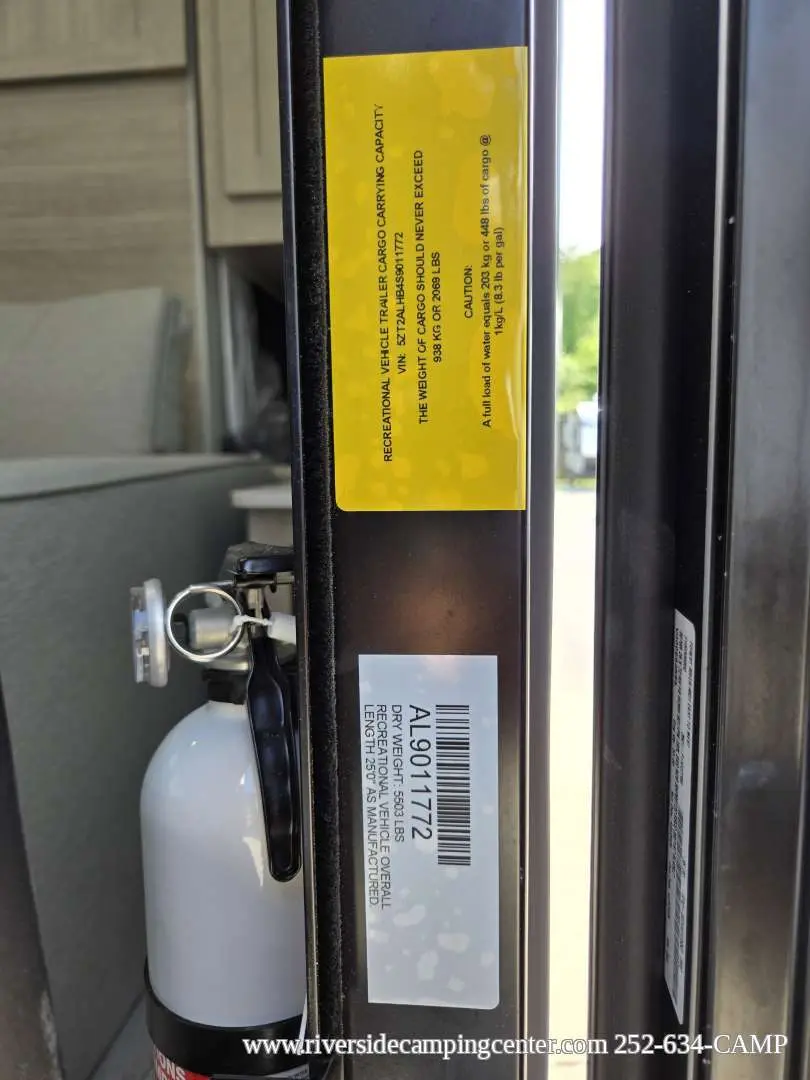 RECREATIONAL VEHICLE TRAILER CARGO CARRYING CAPACITY
VIN: 5ZT2ALHB4S9011772
THE WEIGHT OF CARGO SHOULD NEVER EXCEED
938 KG OR 2069 LBS
CAUTION:
A full load of water equals 203 kg or 448 lbs of cargo @
1kg/L (8.3 lb per gal)
AL9011772
DRY WEIGHT: 5503 LBS
RECREATIONAL VEHICLE OVERALL
LENGTH 25'0" AS MANUFACTURED.
www.riversidecampingcenter.com 252-634-CAMP